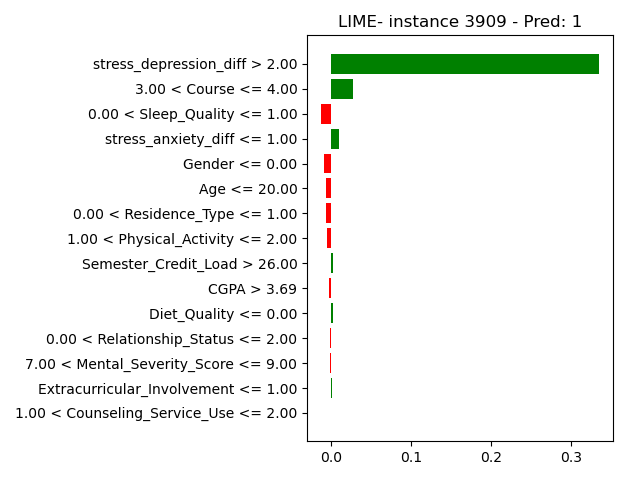 LIME- instance 3909 - Pred: 1
stress_depression_diff > 2.00
3.00 < Course <= 4.00
0.00 < Sleep_Quality <= 1.00
stress_anxiety_diff <= 1.00
Gender <= 0.00
Age <= 20.00
0.00 < Residence_Type <= 1.00
1.00 < Physical_Activity <= 2.00
Semester_Credit_Load > 26.00
CGPA > 3.69
Diet_Quality <= 0.00
0.00 < Relationship_Status <= 2.00
7.00 < Mental_Severity_Score <= 9.00
Extracurricular_Involvement <= 1.00
1.00 < Counseling_Service_Use <= 2.00
0.0 0.1 0.2 0.3